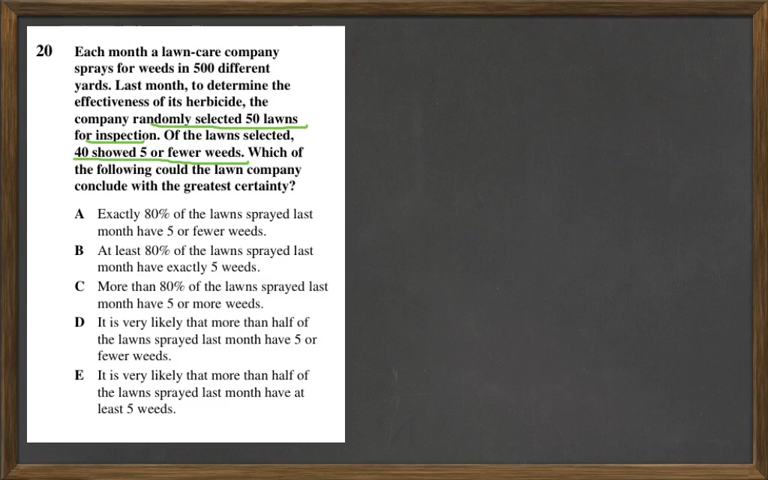 20 Each month a lawn-care company
sprays for weeds in 500 different
yards. Last month, to determine the
effectiveness of its herbicide, the
company randomly selected 50 lawns
for inspection. Of the lawns selected,
40 showed 5 or fewer weeds. Which of
the following could the lawn company
conclude with the greatest certainty?
A Exactly 80% of the lawns sprayed last
month have 5 or fewer weeds.
B At least 80% of the lawns sprayed last
month have exactly 5 weeds.
C More than 80% of the lawns sprayed last
month have 5 or more weeds.
D It is very likely that more than half of
the lawns sprayed last month have 5 or
fewer weeds.
E It is very likely that more than half of
the lawns sprayed last month have at
least 5 weeds.